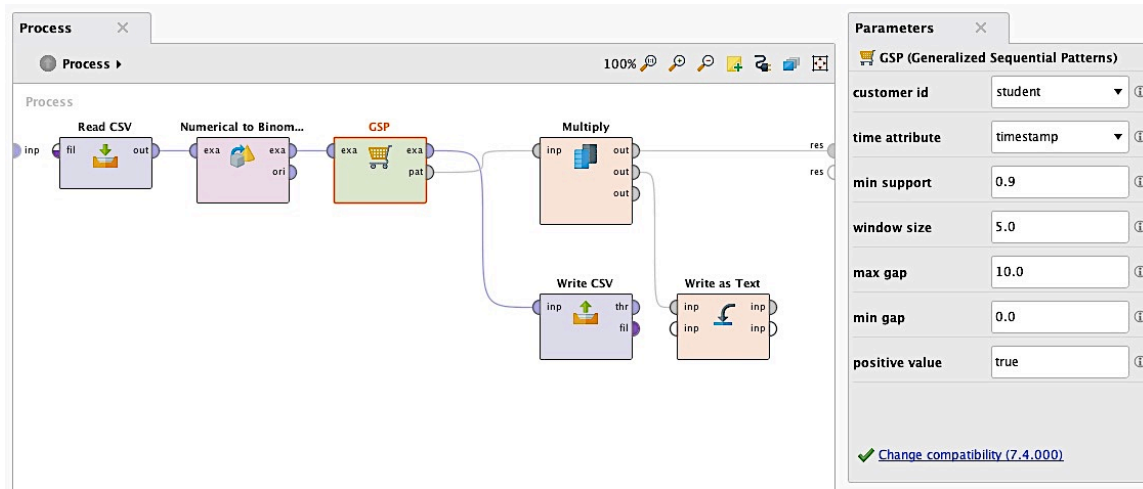 Process
Process
100%
Process
Read CSV
inp
fil
out
Numerical to Binom...
exa
exa
ori
GSP
exa
exa
pat
Multiply
inp
out
out
out
res
res
Write CSV
inp
thr
fil
Write as Text
inp
inp
inp
inp
Parameters
GSP (Generalized Sequential Patterns)
customer id student
time attribute timestamp
min support 0.9
window size 5.0
max gap 10.0
min gap 0.0
positive value true
Change compatibility (7.4.000)